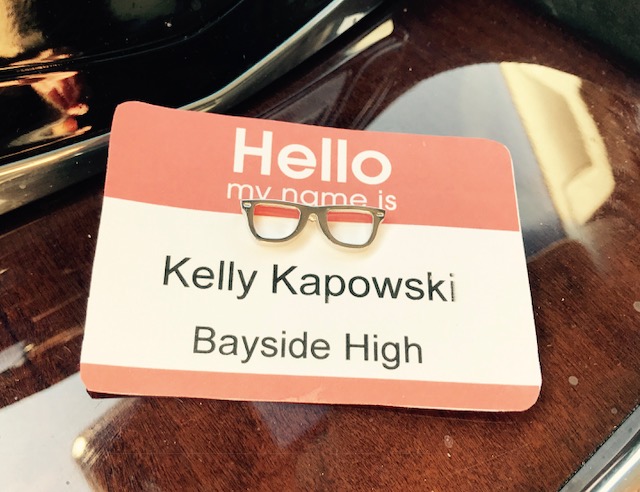 Hello
my name is
Kelly Kapowski
Bayside High